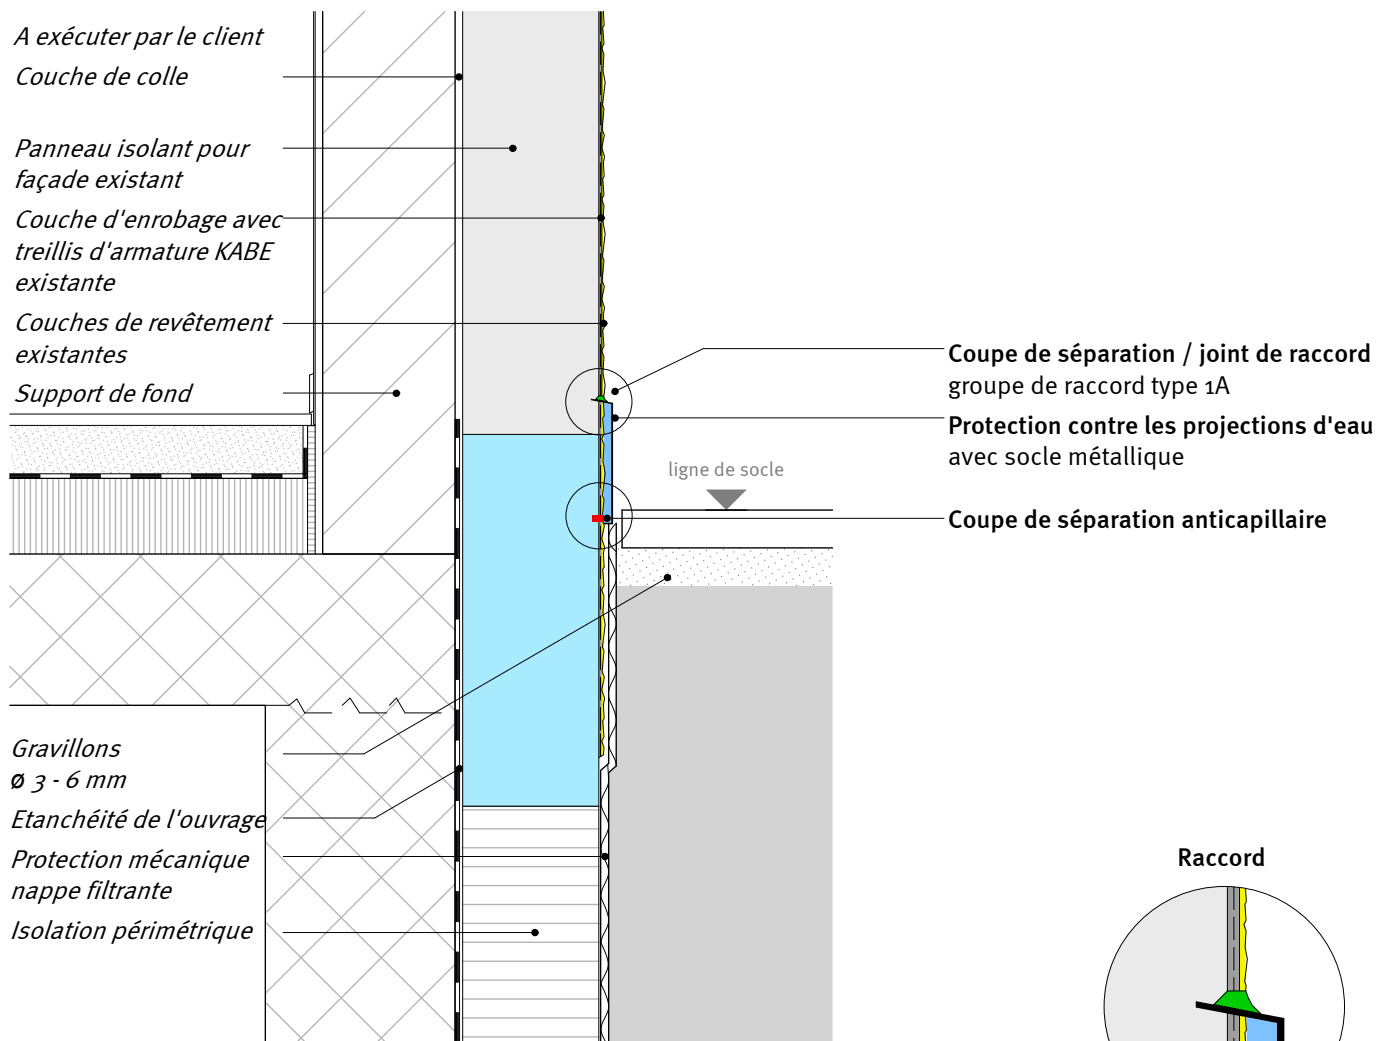 A exécuter par le client
Couche de colle
Panneau isolant pour
façade existant
Couche d'enrobage avec
treillis d'armature KABE
existante
Couches de revêtement
existantes
Support de fond
Coupe de séparation / joint de raccord
groupe de raccord type 1A
Protection contre les projections d'eau
avec socle métallique
ligne de socle
Coupe de séparation anticapillaire
Gravillons
ø 3 - 6 mm
Etanchéité de l'ouvrage
Protection mécanique
nappe filtrante
Isolation périmétrique
Raccord